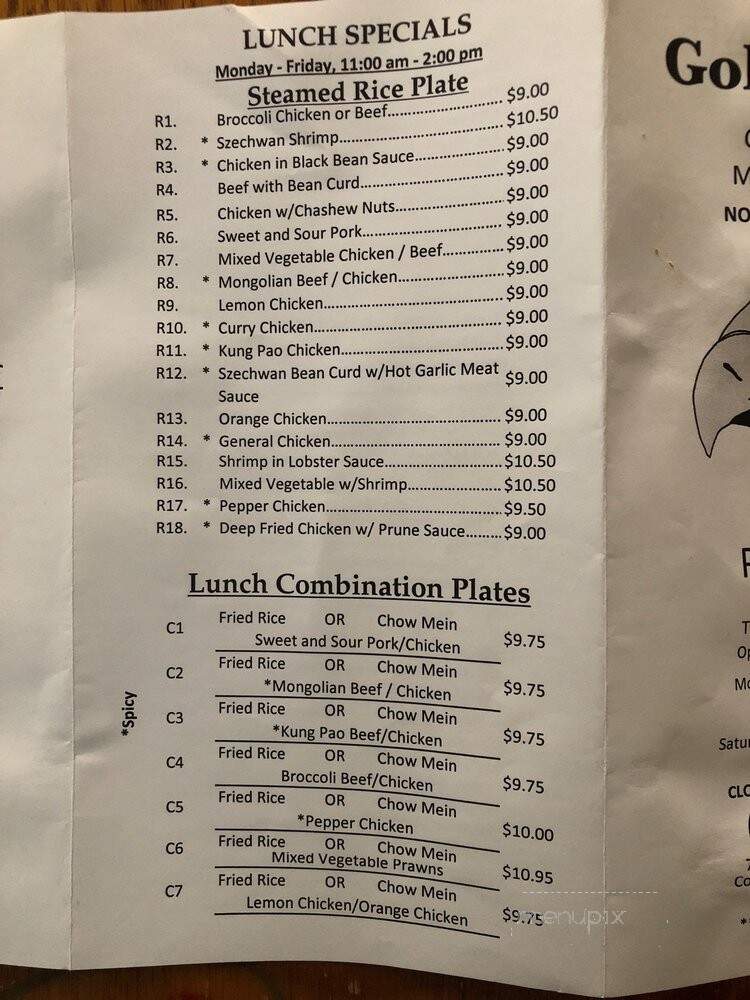 LUNCH SPECIALS
Monday - Friday, 11:00 am - 2:00 pm
Steamed Rice Plate
R1. Broccoli Chicken or Beef........................ $9.00
R2. * Szechwan Shrimp.................................. $10.50
R3. * Chicken in Black Bean Sauce................... $9.00
R4. Beef with Bean Curd............................... $9.00
R5. Chicken w/Chashew Nuts........................ $9.00
R6. Sweet and Sour Pork.............................. $9.00
R7. Mixed Vegetable Chicken / Beef............. $9.00
R8. * Mongolian Beef / Chicken...................... $9.00
R9. Lemon Chicken...................................... $9.00
R10. * Curry Chicken........................................ $9.00
R11. * Kung Pao Chicken.................................. $9.00
R12. * Szechwan Bean Curd w/Hot Garlic Meat $9.00
Sauce
R13. Orange Chicken..................................... $9.00
R14. * General Chicken.................................... $9.00
R15. Shrimp in Lobster Sauce......................... $10.50
R16. Mixed Vegetable w/Shrimp.................... $10.50
R17. * Pepper Chicken..................................... $9.50
R18. * Deep Fried Chicken w/ Prune Sauce......... $9.00
Lunch Combination Plates
C1 Fried Rice OR Chow Mein
Sweet and Sour Pork/Chicken $9.75
C2 Fried Rice OR Chow Mein
*Mongolian Beef / Chicken $9.75
C3 Fried Rice OR Chow Mein
*Kung Pao Beef/Chicken $9.75
C4 Fried Rice OR Chow Mein
Broccoli Beef/Chicken $9.75
C5 Fried Rice OR Chow Mein
*Pepper Chicken $10.00
C6 Fried Rice OR Chow Mein
Mixed Vegetable Prawns $10.95
C7 Fried Rice OR Chow Mein
Lemon Chicken/Orange Chicken $9.75
*Spicy
Gol
M
NO
Satur
CLO
menupix